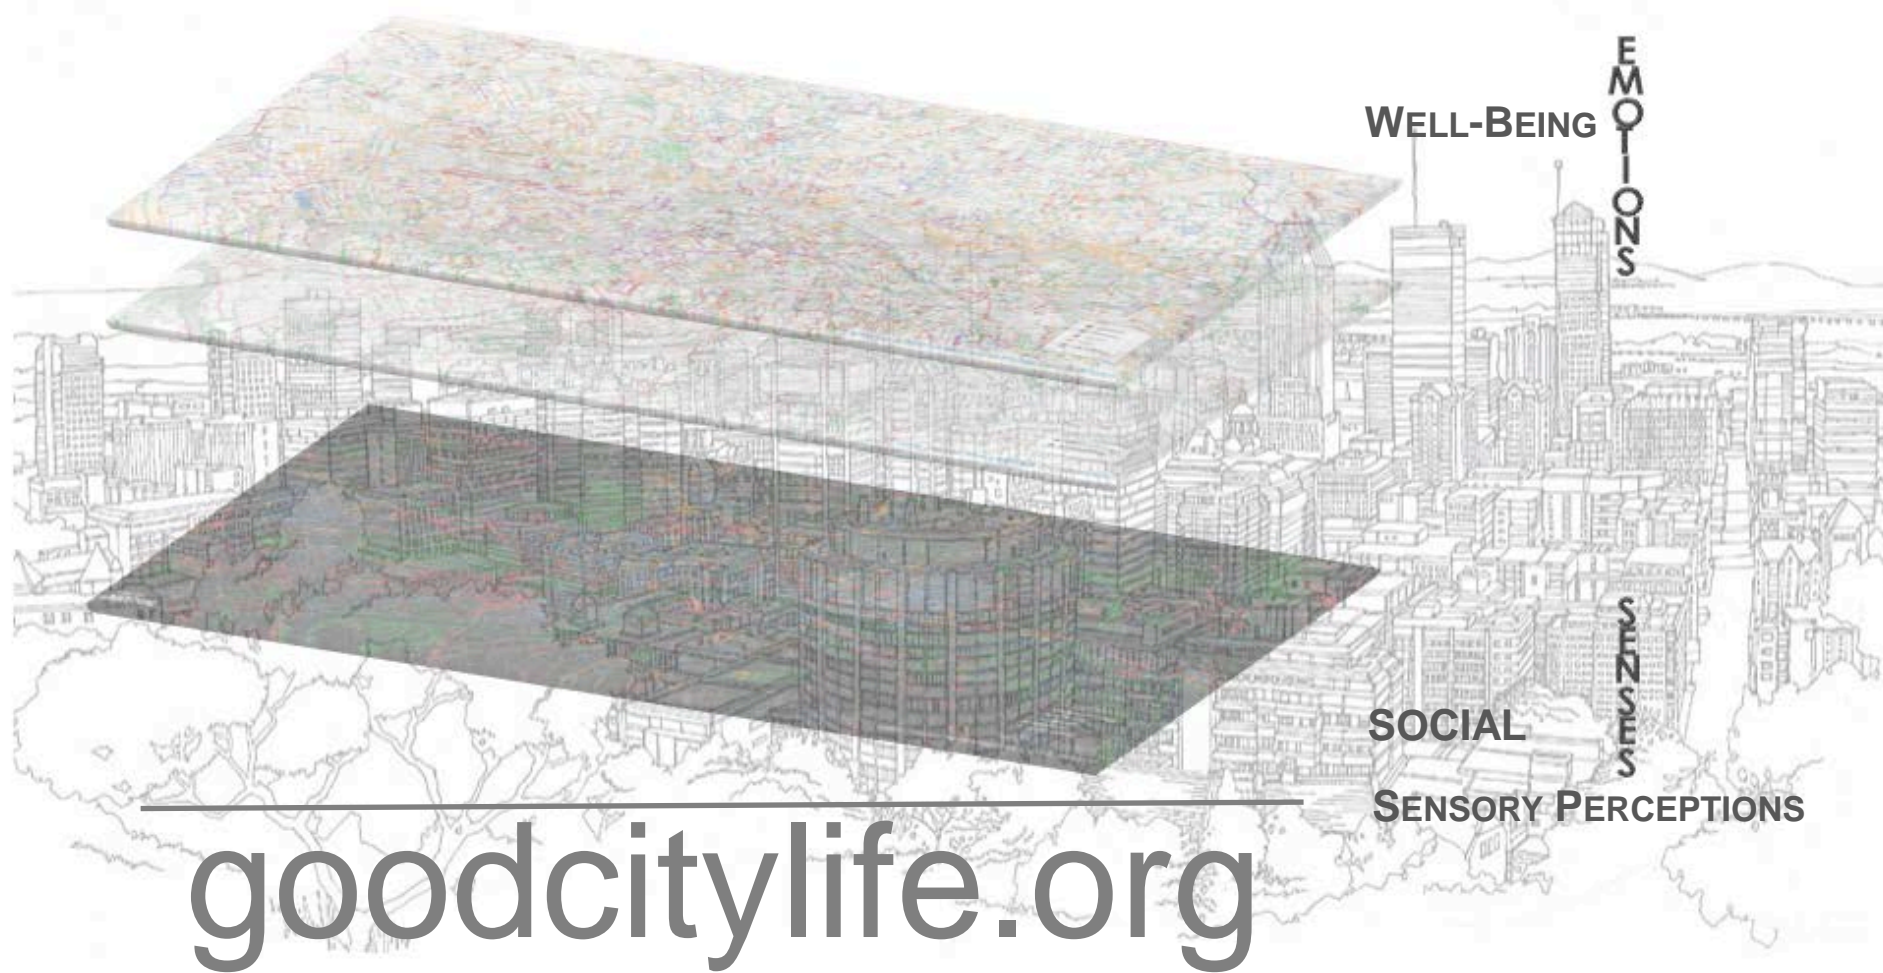 EMOTIONS
WELL-BEING
SENSES
SOCIAL
SENSORY PERCEPTIONS
goodcitylife.org